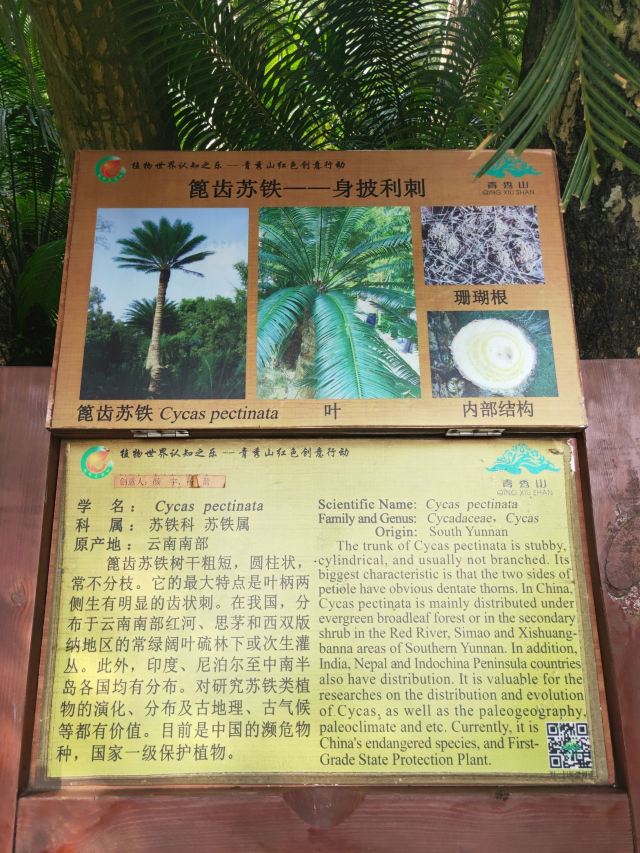 植物世界认知之乐 -- 青秀山红色创意行动
篦齿苏铁——身披利刺
青秀山
QING XIU SHAN
珊瑚根
篦齿苏铁 Cycas pectinata
叶
内部结构
植物世界认知之乐 -- 青秀山红色创意行动
创意人：
青秀山
QING XIU SHAN
学 名： Cycas pectinata
科 属：苏铁科 苏铁属
原产地：云南南部
篦齿苏铁树干粗短，圆柱状，
常不分枝。它的最大特点是叶柄两
侧生有明显的齿状刺。在我国，分
布于云南南部红河、思茅和西双版
纳地区的常绿阔叶硫林下或次生灌
丛。此外，印度、尼泊尔至中南半
岛各国均有分布。对研究苏铁类植
物的演化、分布及古地理、古气候
等都有价值。目前是中国的濒危物
种，国家一级保护植物。
Scientific Name: Cycas pectinata
Family and Genus: Cycadaceae, Cycas
Origin: South Yunnan
The trunk of Cycas pectinata is stubby,
cylindrical, and usually not branched. Its
biggest characteristic is that the two sides of
petiole have obvious dentate thorns. In China,
Cycas pectinata is mainly distributed under
evergreen broadleaf forest or in the secondary
shrub in the Red River, Simao and Xishuang-
banna areas of Southern Yunnan. In addition,
India, Nepal and Indochina Peninsula countries
also have distribution. It is valuable for the
researches on the distribution and evolution
of Cycas, as well as the paleogeography,
paleoclimate and etc. Currently, it is
China's endangered species, and First-
Grade State Protection Plant.